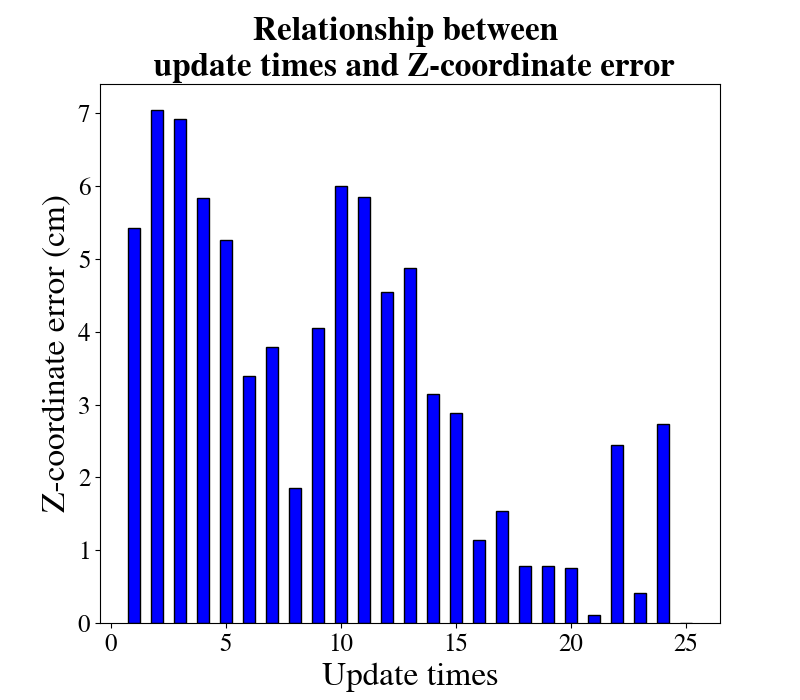 Relationship between
update times and Z-coordinate error
Z-coordinate error (cm)
7
6
5
4
3
2
1
0
0 5 10 15 20 25
Update times